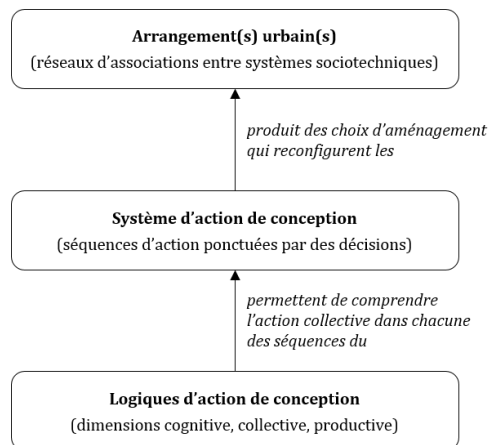 Arrangement(s) urbain(s)
(réseaux d'associations entre systèmes sociotechniques)
produit des choix d'aménagement
qui reconfigurent les
Système d'action de conception
(séquences d'action ponctuées par des décisions)
permettent de comprendre
l'action collective dans chacune
des séquences du
Logiques d'action de conception
(dimensions cognitive, collective, productive)